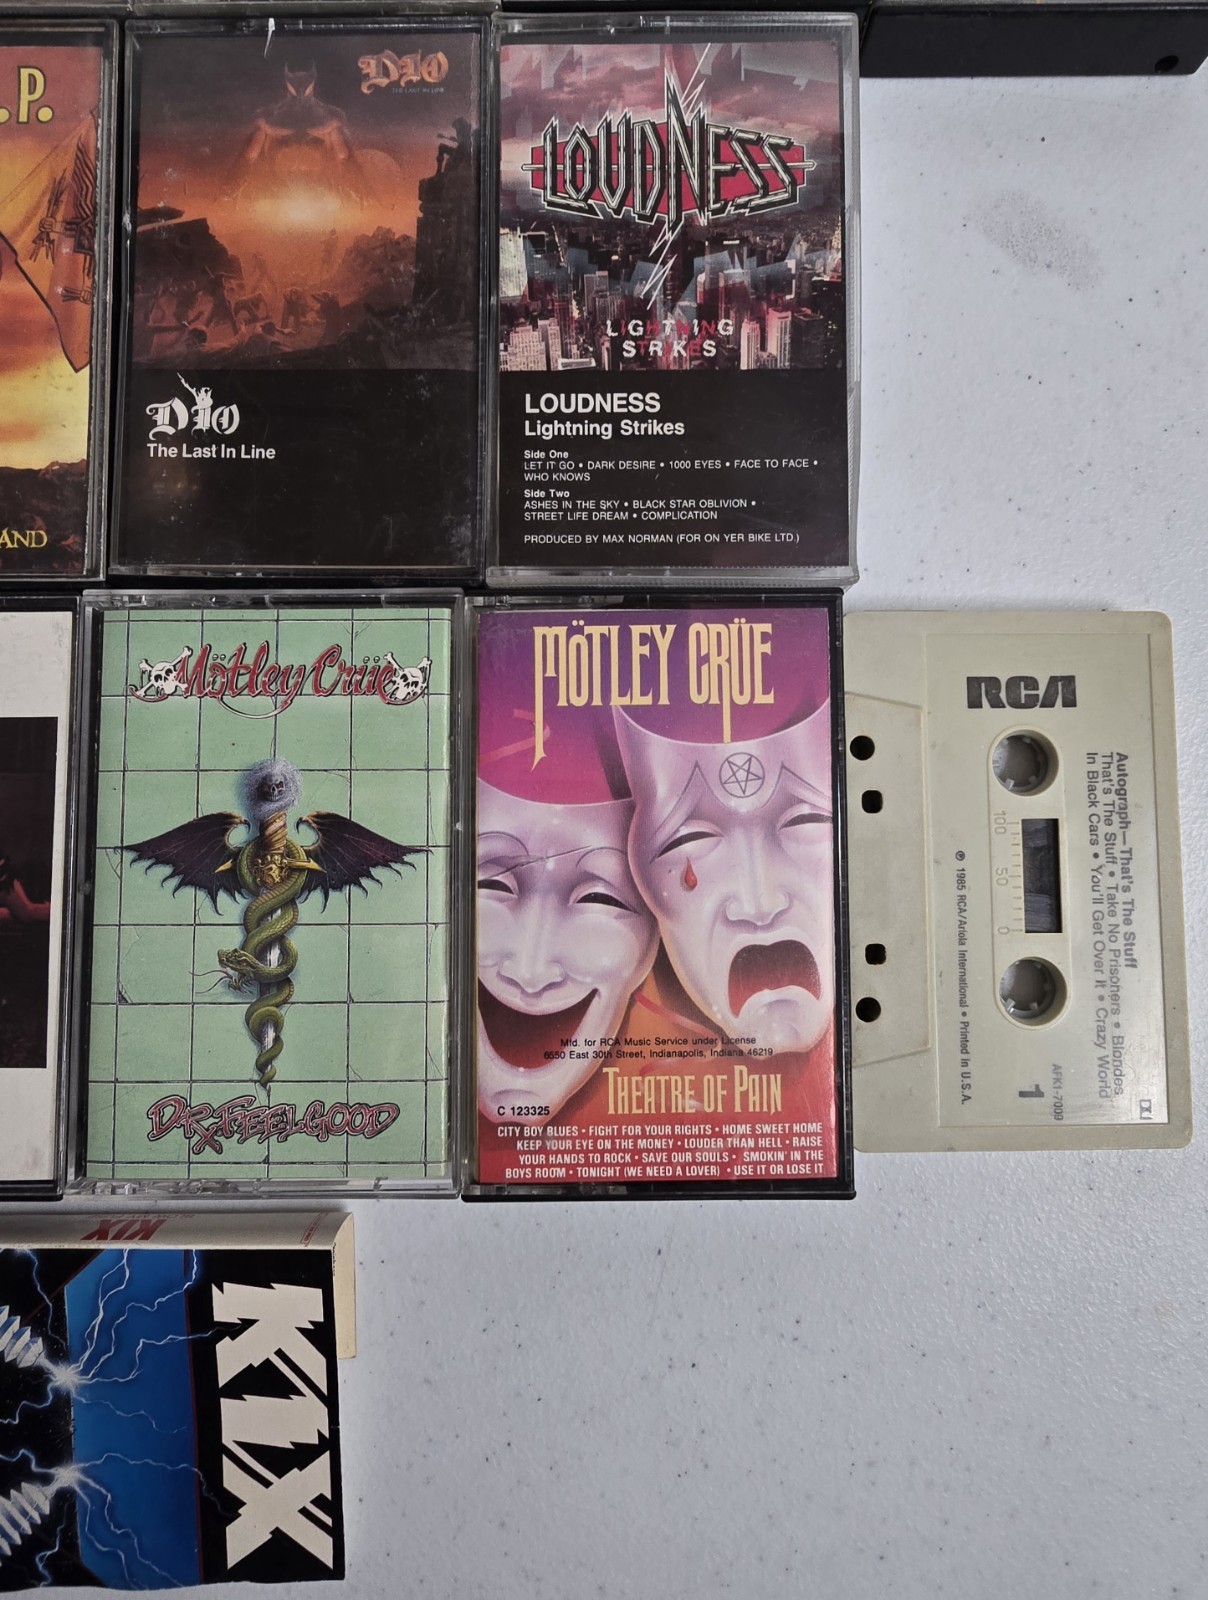 .P.
AND
DIO
THE LAST IN LINE
DIO
The Last In Line
LOUDNESS
LIGHTNING
STRIKES
LOUDNESS
Lightning Strikes
Side One
LET IT GO • DARK DESIRE • 1000 EYES • FACE TO FACE •
WHO KNOWS
Side Two
ASHES IN THE SKY • BLACK STAR OBLIVION •
STREET LIFE DREAM • COMPLICATION
PRODUCED BY MAX NORMAN (FOR ON YER BIKE LTD.)
Mötley Crüe
DR. FEELGOOD
MÖTLEY CRÜE
Mfd. for RCA Music Service under License
6550 East 30th Street, Indianapolis, Indiana 46219
THEATRE OF PAIN
C 123325
CITY BOY BLUES • FIGHT FOR YOUR RIGHTS • HOME SWEET HOME
KEEP YOUR EYE ON THE MONEY • LOUDER THAN HELL • RAISE
YOUR HANDS TO ROCK • SAVE OUR SOULS • SMOKIN' IN THE
BOYS ROOM • TONIGHT (WE NEED A LOVER) • USE IT OR LOSE IT
RCA
Autograph—That's The Stuff
That's The Stuff • Take No Prisoners • Blondes
In Black Cars • You'll Get Over It • Crazy World
100 50 0
℗ 1985 RCA/Ariola International • Printed in U.S.A.
AFK1-7009
1
KIX
KIX